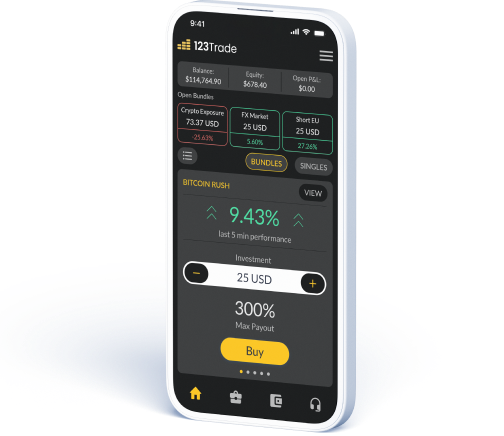 9:41
123Trade
Balance: Equity: Open P&L:
$114,764.90 $678.40 $0.00
Open Bundles
Crypto Exposure FX Market Short EU
73.37 USD 25 USD 25 USD
-25.63% 5.60% 27.26%
BUNDLES SINGLES
BITCOIN RUSH VIEW
9.43%
last 5 min performance
Investment
− 25 USD +
300%
Max Payout
Buy